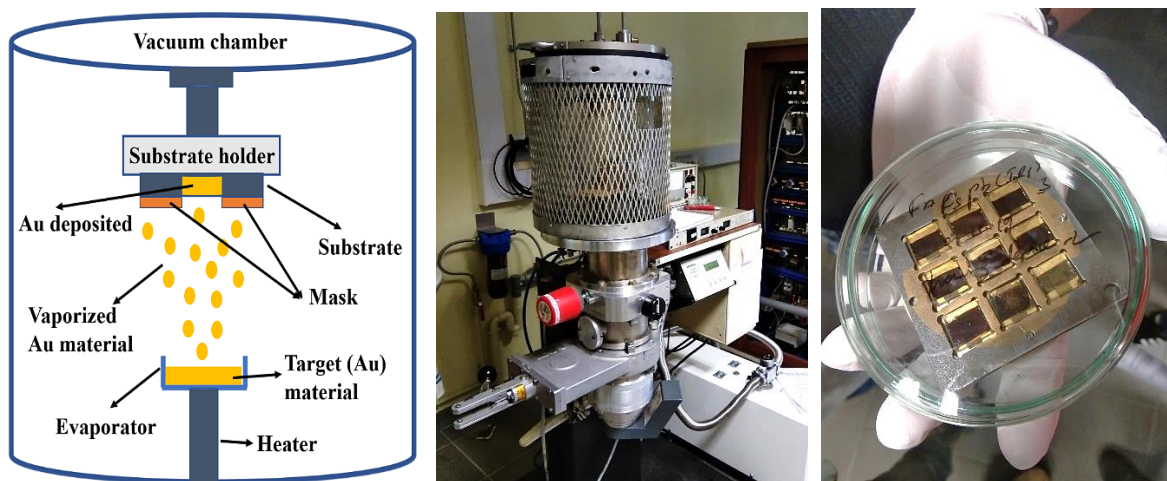 Vacuum chamber
Substrate holder
Au deposited
Substrate
Mask
Vaporized
Au material
Target (Au)
material
Evaporator
Heater